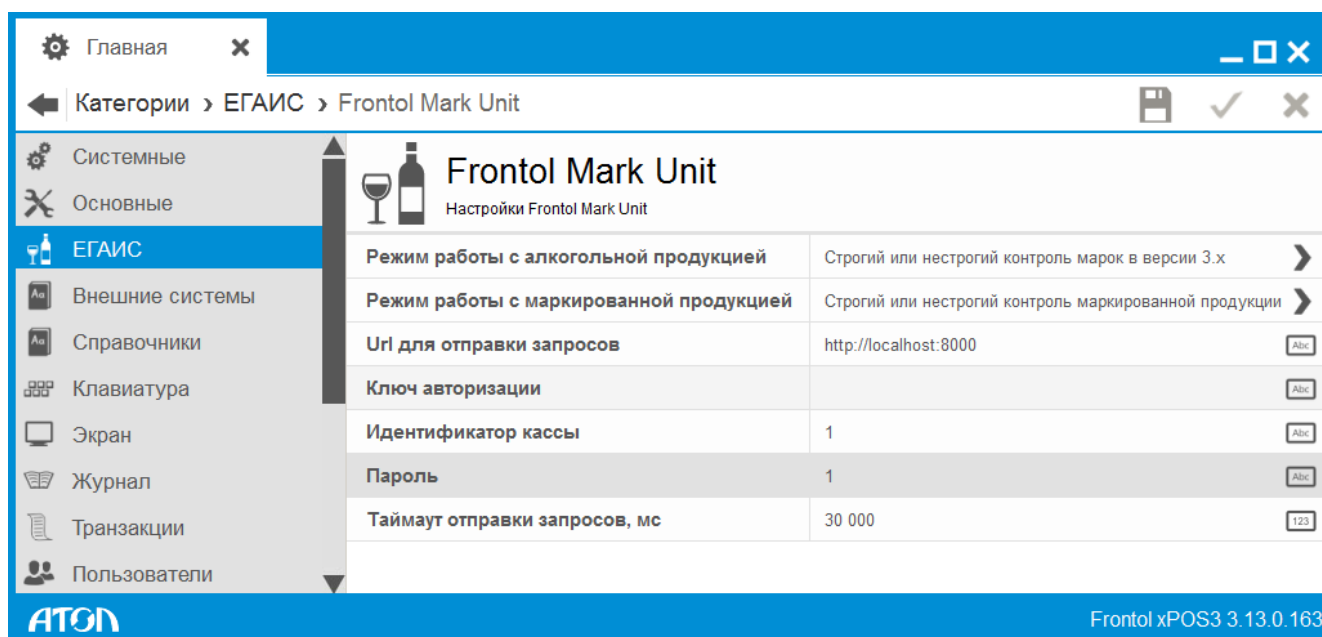 Главная
Категории › ЕГАИС › Frontol Mark Unit
Системные
Основные
ЕГАИС
Внешние системы
Справочники
Клавиатура
Экран
Журнал
Транзакции
Пользователи
Frontol Mark Unit
Настройки Frontol Mark Unit
Режим работы с алкогольной продукцией Строгий или нестрогий контроль марок в версии 3.x
Режим работы с маркированной продукцией Строгий или нестрогий контроль маркированной продукции
Url для отправки запросов http://localhost:8000 Abc
Ключ авторизации Abc
Идентификатор кассы 1 Abc
Пароль 1 Abc
Таймаут отправки запросов, мс 30 000 123
АТОЛ Frontol xPOS3 3.13.0.163